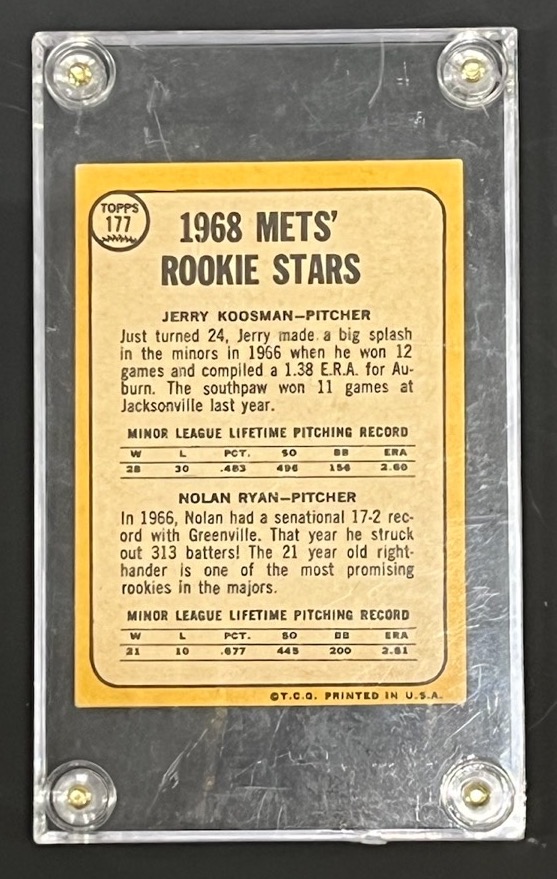 TOPPS
177
1968 METS'
ROOKIE STARS
JERRY KOOSMAN—PITCHER
Just turned 24, Jerry made a big splash
in the minors in 1966 when he won 12
games and compiled a 1.38 E.R.A. for Au-
burn. The southpaw won 11 games at
Jacksonville last year.
MINOR LEAGUE LIFETIME PITCHING RECORD
W L PCT. SO BB ERA
28 30 .483 496 156 2.60
NOLAN RYAN—PITCHER
In 1966, Nolan had a senational 17-2 rec-
ord with Greenville. That year he struck
out 313 batters! The 21 year old right-
hander is one of the most promising
rookies in the majors.
MINOR LEAGUE LIFETIME PITCHING RECORD
W L PCT. SO BB ERA
21 10 .677 445 200 2.81
©T.C.G. PRINTED IN U.S.A.